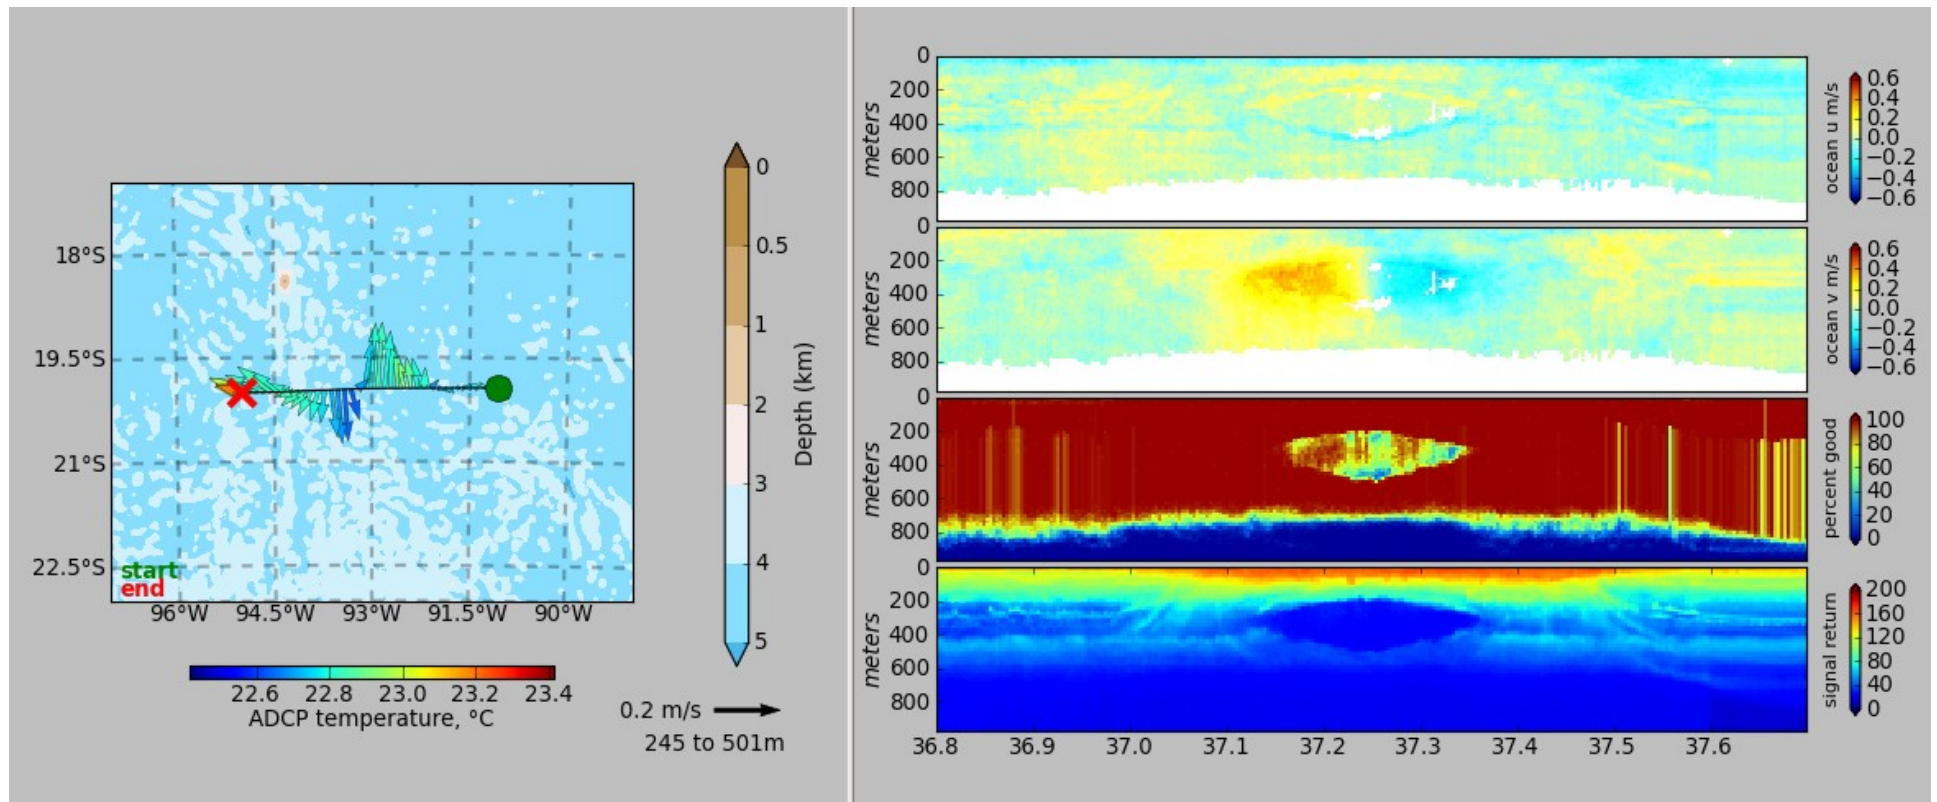 18°S
19.5°S
21°S
22.5°S
start
end
96°W 94.5°W 93°W 91.5°W 90°W
0
0.5
1
2
3
4
5
Depth (km)
22.6 22.8 23.0 23.2 23.4
ADCP temperature, °C
0.2 m/s
245 to 501m
0
200
400
600
800
meters
0.6
0.4
0.2
0.0
−0.2
−0.4
−0.6
ocean u m/s
0
200
400
600
800
meters
0.6
0.4
0.2
0.0
−0.2
−0.4
−0.6
ocean v m/s
0
200
400
600
800
meters
100
80
60
40
20
0
percent good
0
200
400
600
800
meters
200
160
120
80
40
0
signal return
36.8 36.9 37.0 37.1 37.2 37.3 37.4 37.5 37.6